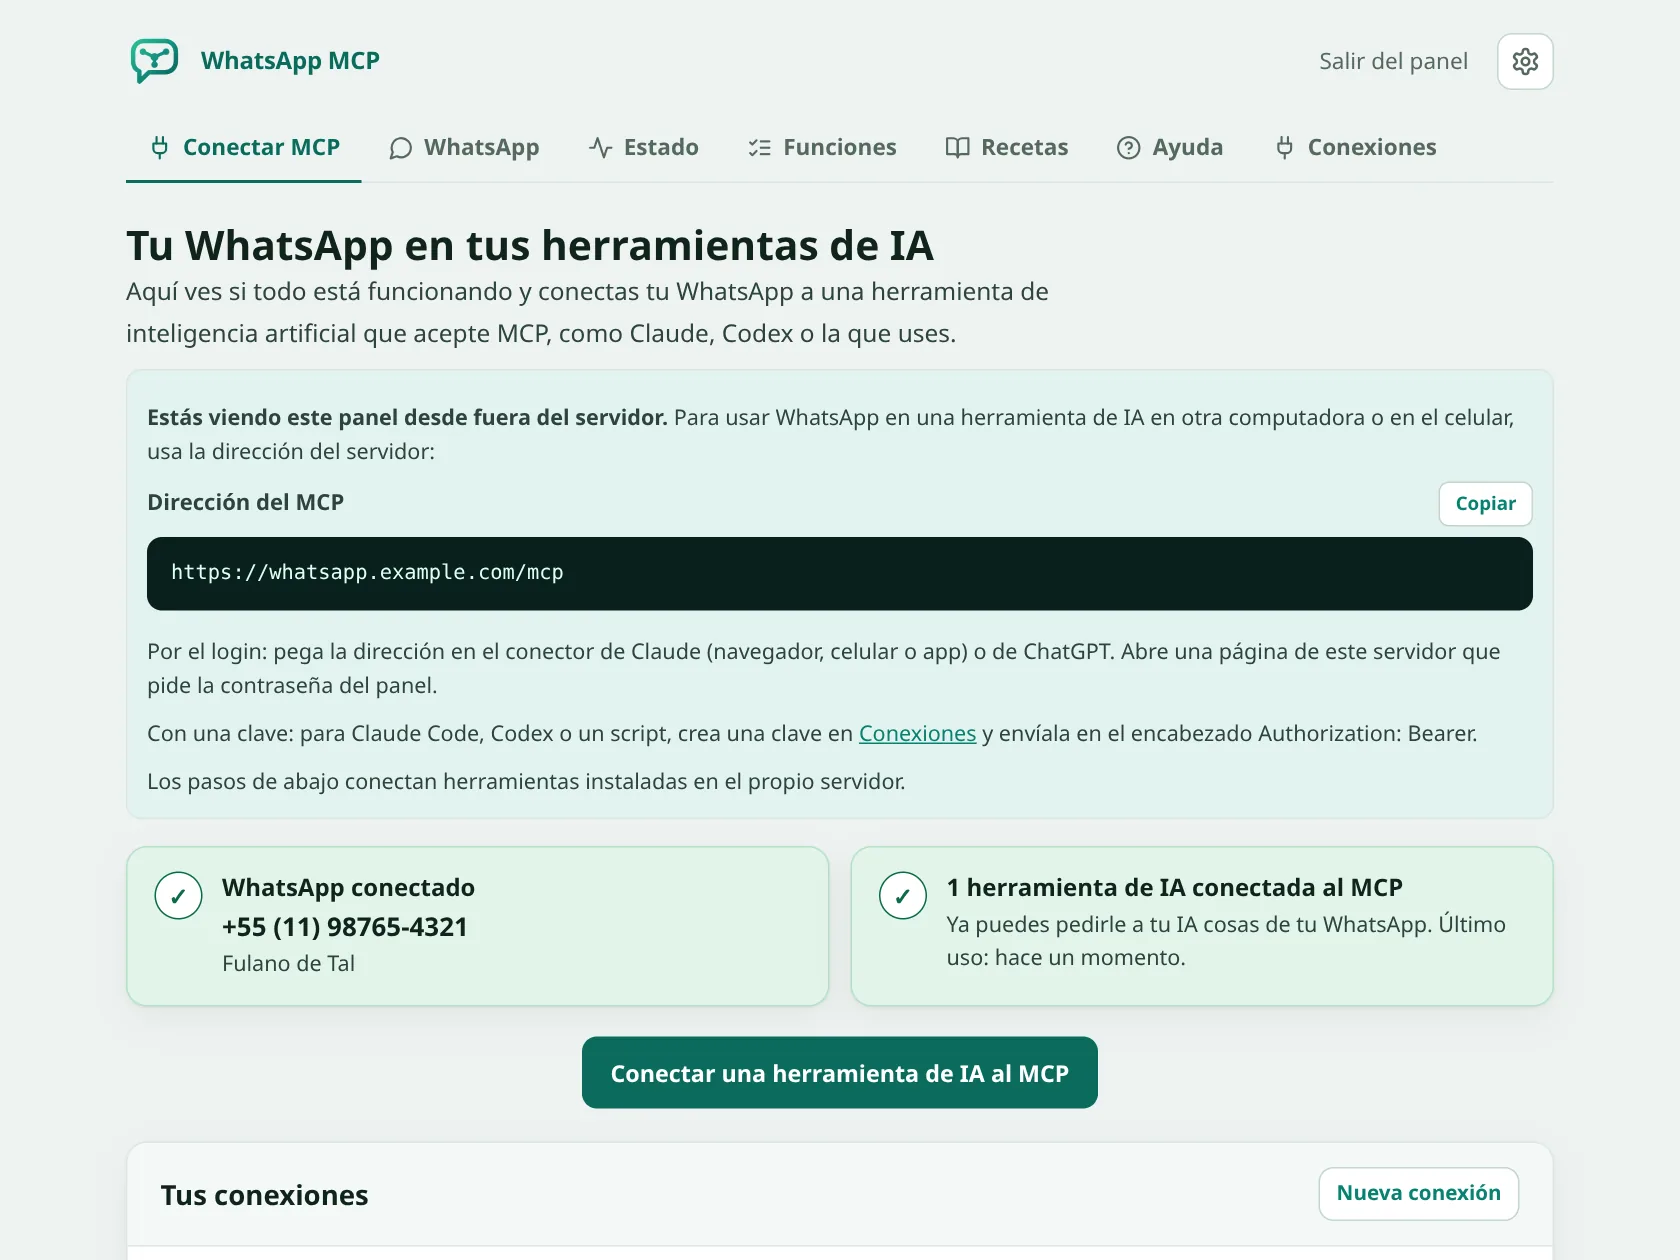 WhatsApp MCP
Salir del panel
Conectar MCP
WhatsApp
Estado
Funciones
Recetas
Ayuda
Conexiones
Tu WhatsApp en tus herramientas de IA
Aquí ves si todo está funcionando y conectas tu WhatsApp a una herramienta de
inteligencia artificial que acepte MCP, como Claude, Codex o la que uses.
Estás viendo este panel desde fuera del servidor. Para usar WhatsApp en una herramienta de IA en otra computadora o en el celular,
usa la dirección del servidor:
Dirección del MCP
Copiar
https://whatsapp.example.com/mcp
Por el login: pega la dirección en el conector de Claude (navegador, celular o app) o de ChatGPT. Abre una página de este servidor que
pide la contraseña del panel.
Con una clave: para Claude Code, Codex o un script, crea una clave en Conexiones y envíala en el encabezado Authorization: Bearer.
Los pasos de abajo conectan herramientas instaladas en el propio servidor.
WhatsApp conectado
+55 (11) 98765-4321
Fulano de Tal
1 herramienta de IA conectada al MCP
Ya puedes pedirle a tu IA cosas de tu WhatsApp. Último
uso: hace un momento.
Conectar una herramienta de IA al MCP
Tus conexiones
Nueva conexión